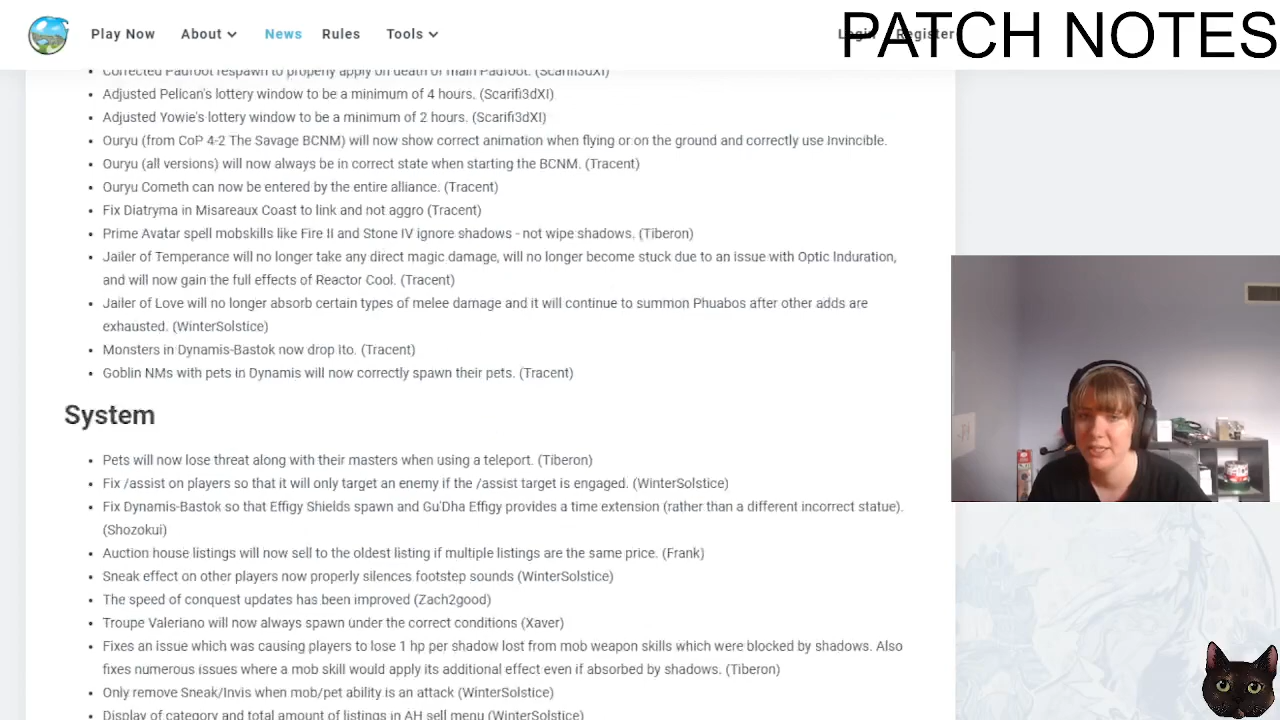 PATCH NOTES
Play Now
About
News
Rules
Tools
Login
Register
Corrected Padfoot respawn to properly apply on death of main Padfoot. (Scarifi3dXI)
Adjusted Pelican's lottery window to be a minimum of 4 hours. (Scarifi3dXI)
Adjusted Yowie's lottery window to be a minimum of 2 hours. (Scarifi3dXI)
Ouryu (from CoP 4-2 The Savage BCNM) will now show correct animation when flying or on the ground and correctly use Invincible.
Ouryu (all versions) will now always be in correct state when starting the BCNM. (Tracent)
Ouryu Cometh can now be entered by the entire alliance. (Tracent)
Fix Diatryma in Misareaux Coast to link and not aggro (Tracent)
Prime Avatar spell mobskills like Fire II and Stone IV ignore shadows - not wipe shadows. (Tiberon)
Jailer of Temperance will no longer take any direct magic damage, will no longer become stuck due to an issue with Optic Induration,
and will now gain the full effects of Reactor Cool. (Tracent)
Jailer of Love will no longer absorb certain types of melee damage and it will continue to summon Phuabos after other adds are
exhausted. (WinterSolstice)
Monsters in Dynamis-Bastok now drop Ito. (Tracent)
Goblin NMs with pets in Dynamis will now correctly spawn their pets. (Tracent)
System
Pets will now lose threat along with their masters when using a teleport. (Tiberon)
Fix /assist on players so that it will only target an enemy if the /assist target is engaged. (WinterSolstice)
Fix Dynamis-Bastok so that Effigy Shields spawn and Gu'Dha Effigy provides a time extension (rather than a different incorrect statue).
(Shozokui)
Auction house listings will now sell to the oldest listing if multiple listings are the same price. (Frank)
Sneak effect on other players now properly silences footstep sounds (WinterSolstice)
The speed of conquest updates has been improved (Zach2good)
Troupe Valeriano will now always spawn under the correct conditions (Xaver)
Fixes an issue which was causing players to lose 1 hp per shadow lost from mob weapon skills which were blocked by shadows. Also
fixes numerous issues where a mob skill would apply its additional effect even if absorbed by shadows. (Tiberon)
Only remove Sneak/Invis when mob/pet ability is an attack (WinterSolstice)
Display of category and total amount of listings in AH sell menu (WinterSolstice)